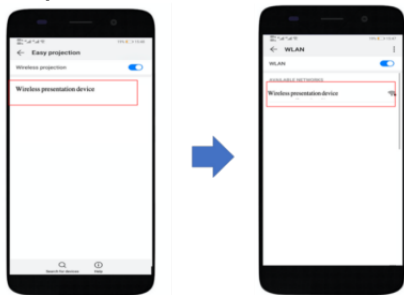 Easy projection
Wireless projection
Wireless presentation device
Search for devices
Help
WLAN
WLAN
AVAILABLE NETWORKS
Wireless presentation device